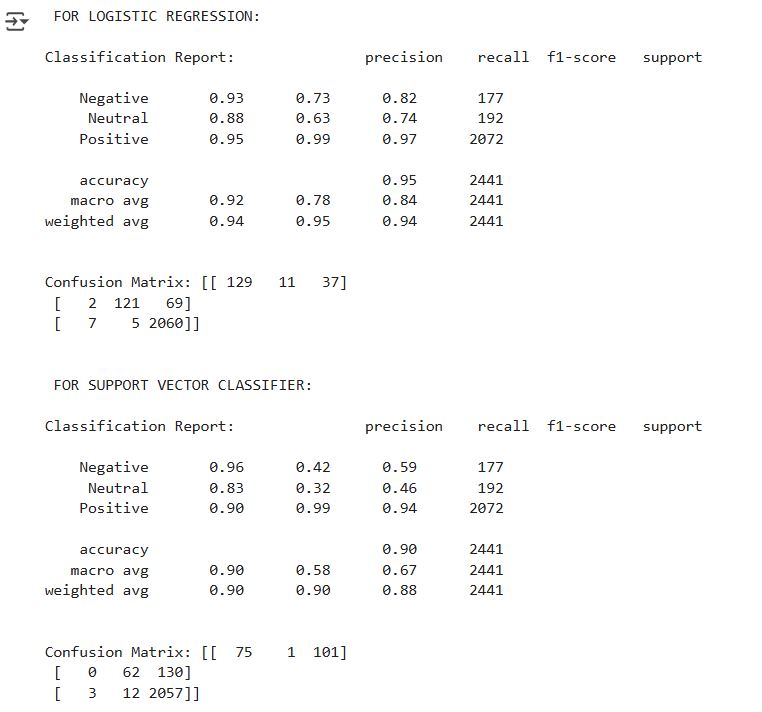 FOR LOGISTIC REGRESSION:
Classification Report: precision recall f1-score support
Negative 0.93 0.73 0.82 177
Neutral 0.88 0.63 0.74 192
Positive 0.95 0.99 0.97 2072
accuracy 0.95 2441
macro avg 0.92 0.78 0.84 2441
weighted avg 0.94 0.95 0.94 2441
Confusion Matrix: [[ 129 11 37]
[ 2 121 69]
[ 7 5 2060]]
FOR SUPPORT VECTOR CLASSIFIER:
Classification Report: precision recall f1-score support
Negative 0.96 0.42 0.59 177
Neutral 0.83 0.32 0.46 192
Positive 0.90 0.99 0.94 2072
accuracy 0.90 2441
macro avg 0.90 0.58 0.67 2441
weighted avg 0.90 0.90 0.88 2441
Confusion Matrix: [[ 75 1 101]
[ 0 62 130]
[ 3 12 2057]]